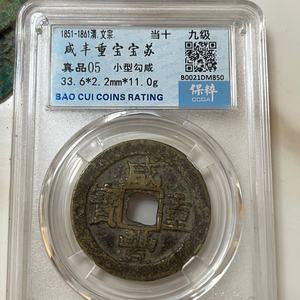 1851-1861清.文宗 当十 九级
咸丰重宝宝苏
真品05 小型勾咸
33.6*2.2mm*11.0g
BAO CUI COINS RATING
B0021DM850
保粹
CCGA
咸豐重寶